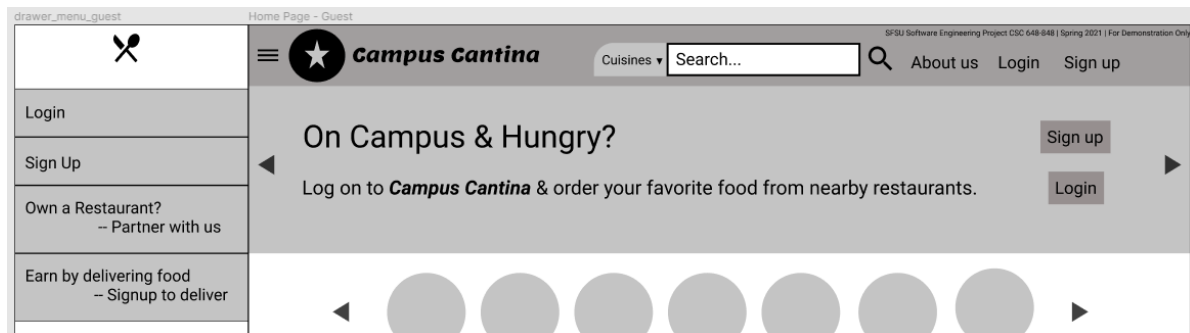 drawer_menu_guest
Home Page - Guest
SFSU Software Engineering Project CSC 648-848 | Spring 2021 | For Demonstration Only
Campus Cantina
Cuisines ▾
Search...
About us
Login
Sign up
Login
Sign Up
Own a Restaurant?
-- Partner with us
Earn by delivering food
-- Signup to deliver
On Campus & Hungry?
Sign up
Log on to Campus Cantina & order your favorite food from nearby restaurants.
Login